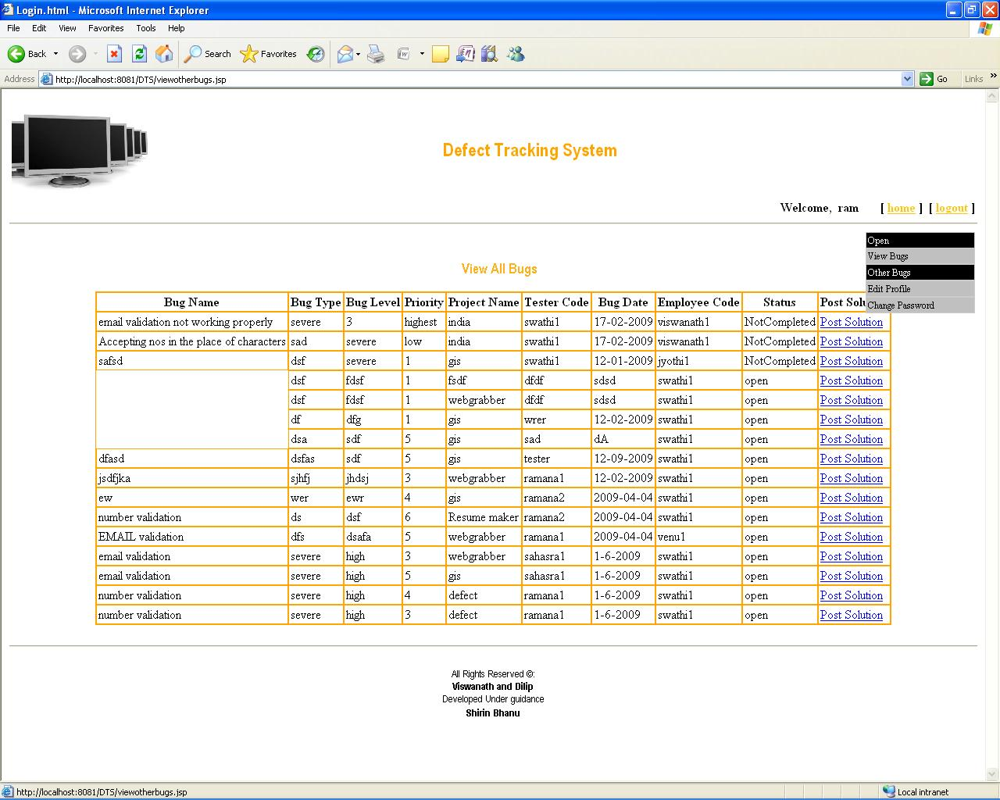 Login.html - Microsoft Internet Explorer
File Edit View Favorites Tools Help
Back Search Favorites
Address http://localhost:8081/DTS/viewotherbugs.jsp Go Links »
Defect Tracking System
Welcome, ram [ home ] [ logout ]
Open
View Bugs
Other Bugs
Edit Profile
Change Password
View All Bugs
Bug Name Bug Type Bug Level Priority Project Name Tester Code Bug Date Employee Code Status Post Solu
email validation not working properly severe 3 highest india swathi1 17-02-2009 viswanath1 NotCompleted Post Solution
Accepting nos in the place of characters sad severe low india swathi1 17-02-2009 viswanath1 NotCompleted Post Solution
safsd dsf severe 1 gis swathi1 12-01-2009 jyothi1 NotCompleted Post Solution
dsf fdsf 1 fsdf dfdf sdsd swathi1 open Post Solution
dsf fdsf 1 webgrabber dfdf sdsd swathi1 open Post Solution
df dfg 1 gis wrer 12-02-2009 swathi1 open Post Solution
dsa sdf 5 gis sad dA swathi1 open Post Solution
dfasd dsfas sdf 5 gis tester 12-09-2009 swathi1 open Post Solution
jsdfjka sjhfj jhdsj 3 webgrabber ramana1 12-02-2009 swathi1 open Post Solution
ew wer ewr 4 gis ramana2 2009-04-04 swathi1 open Post Solution
number validation ds dsf 6 Resume maker ramana2 2009-04-04 swathi1 open Post Solution
EMAIL validation dfs dsafa 5 webgrabber ramana1 2009-04-04 venu1 open Post Solution
email validation severe high 3 webgrabber sahasra1 1-6-2009 swathi1 open Post Solution
email validation severe high 5 gis sahasra1 1-6-2009 swathi1 open Post Solution
number validation severe high 4 defect ramana1 1-6-2009 swathi1 open Post Solution
number validation severe high 3 defect ramana1 1-6-2009 swathi1 open Post Solution
All Rights Reserved ©:
Viswanath and Dilip
Developed Under guidance
Shirin Bhanu
http://localhost:8081/DTS/viewotherbugs.jsp Local intranet